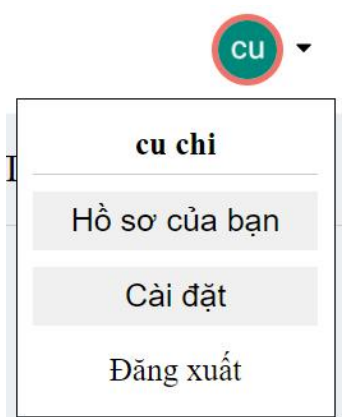 cu
cu chi
Hồ sơ của bạn
Cài đặt
Đăng xuất